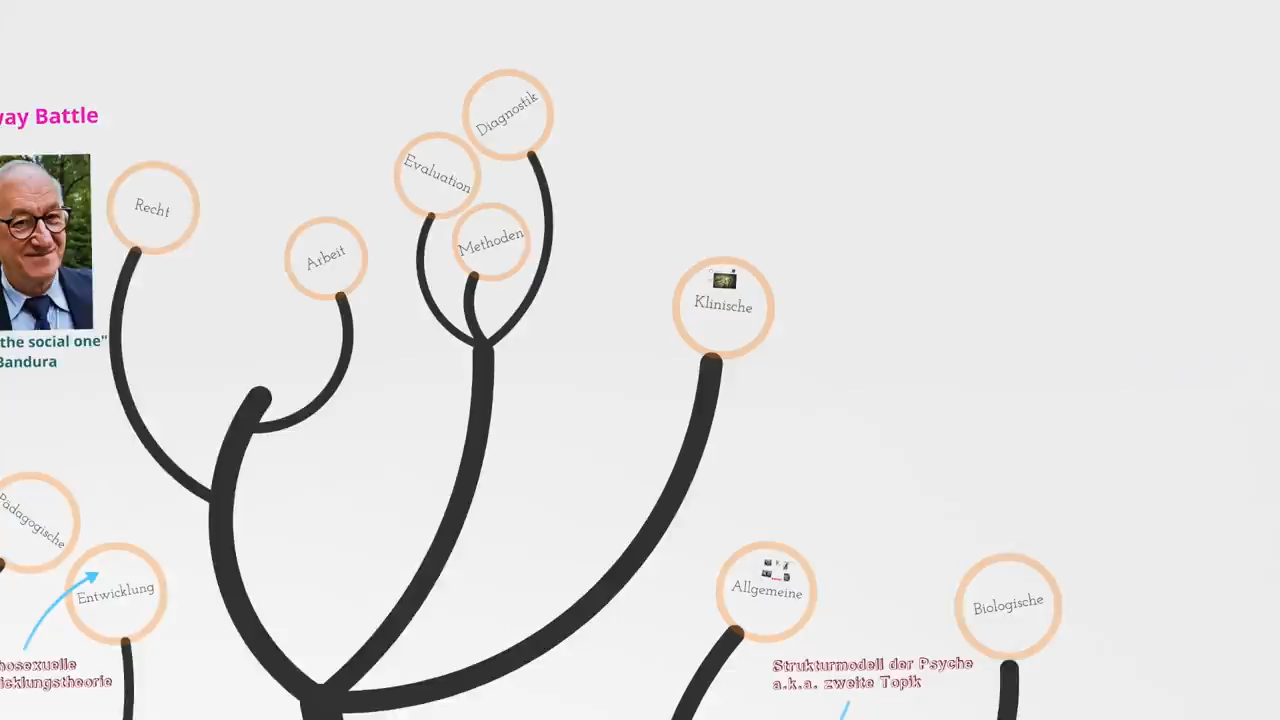 way Battle
"the social one"
Bandura
Recht
Arbeit
Evaluation
Diagnostik
Methoden
Klinische
Pädagogische
Entwicklung
Allgemeine
Biologische
hosexuelle
icklungstheorie
Strukturmodell der Psyche
a.k.a. zweite Topik